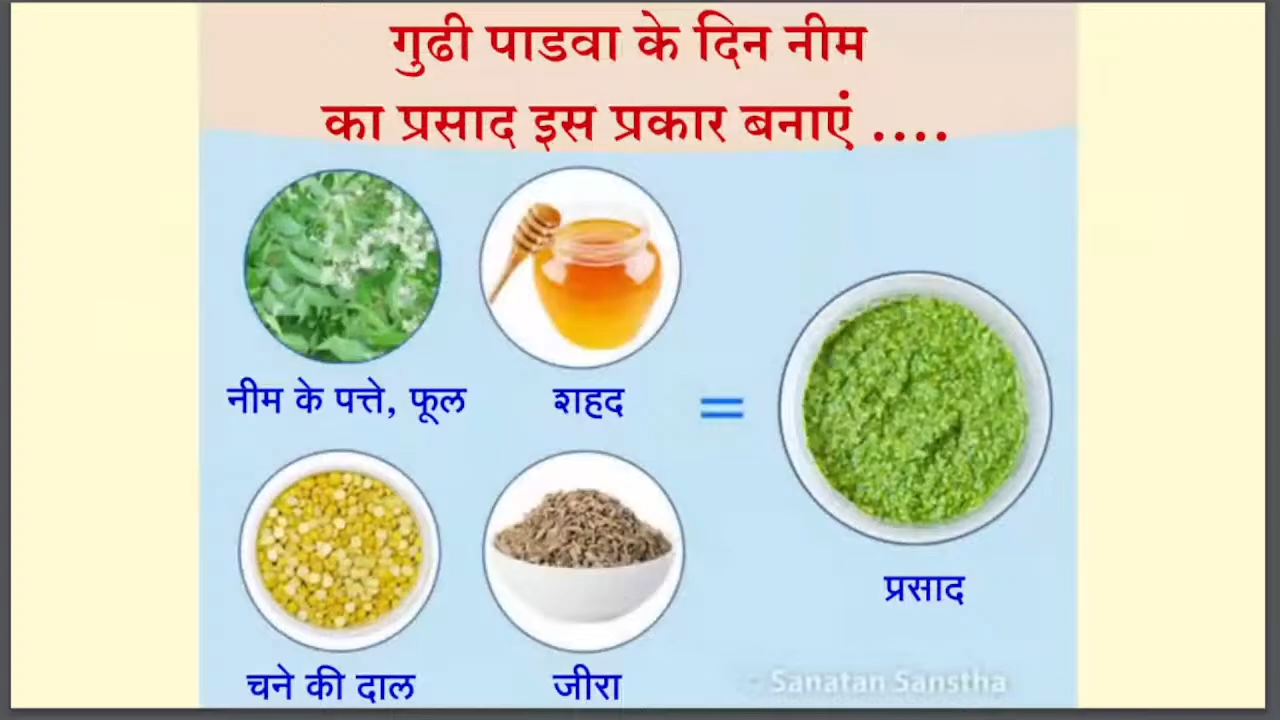 गुढी पाडवा के दिन नीम
का प्रसाद इस प्रकार बनाएं ....
नीम के पत्ते, फूल
शहद
=
चने की दाल
जीरा
प्रसाद
- Sanatan Sanstha